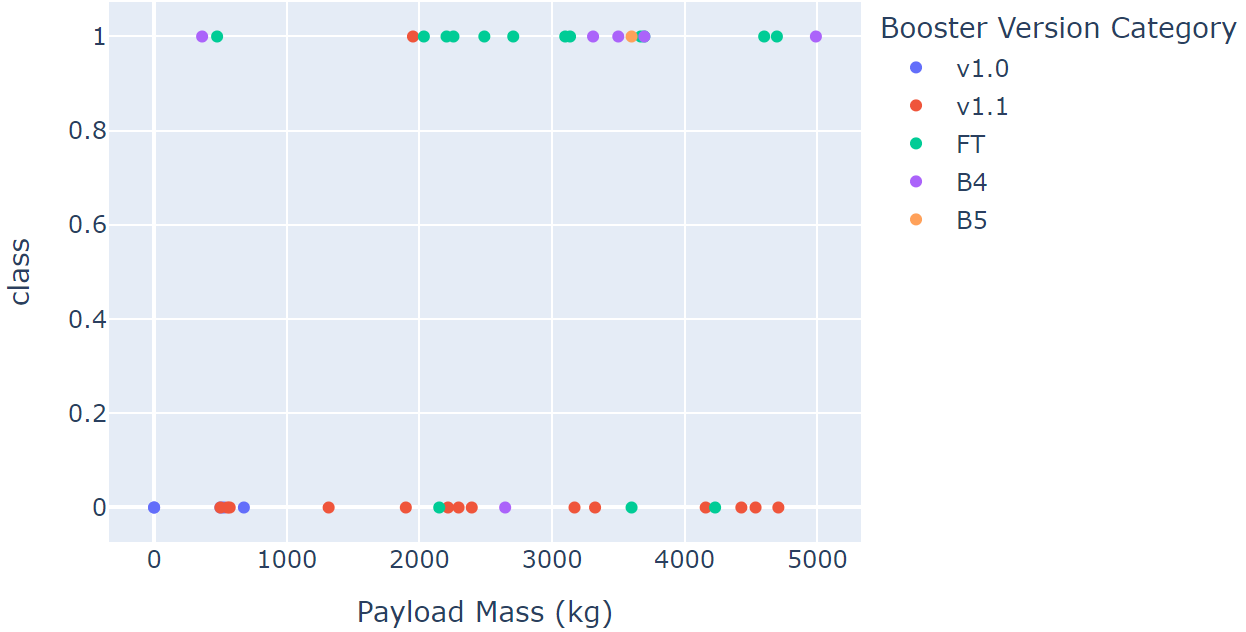 Booster Version Category
v1.0
v1.1
FT
B4
B5
class
1
0.8
0.6
0.4
0.2
0
0 1000 2000 3000 4000 5000
Payload Mass (kg)